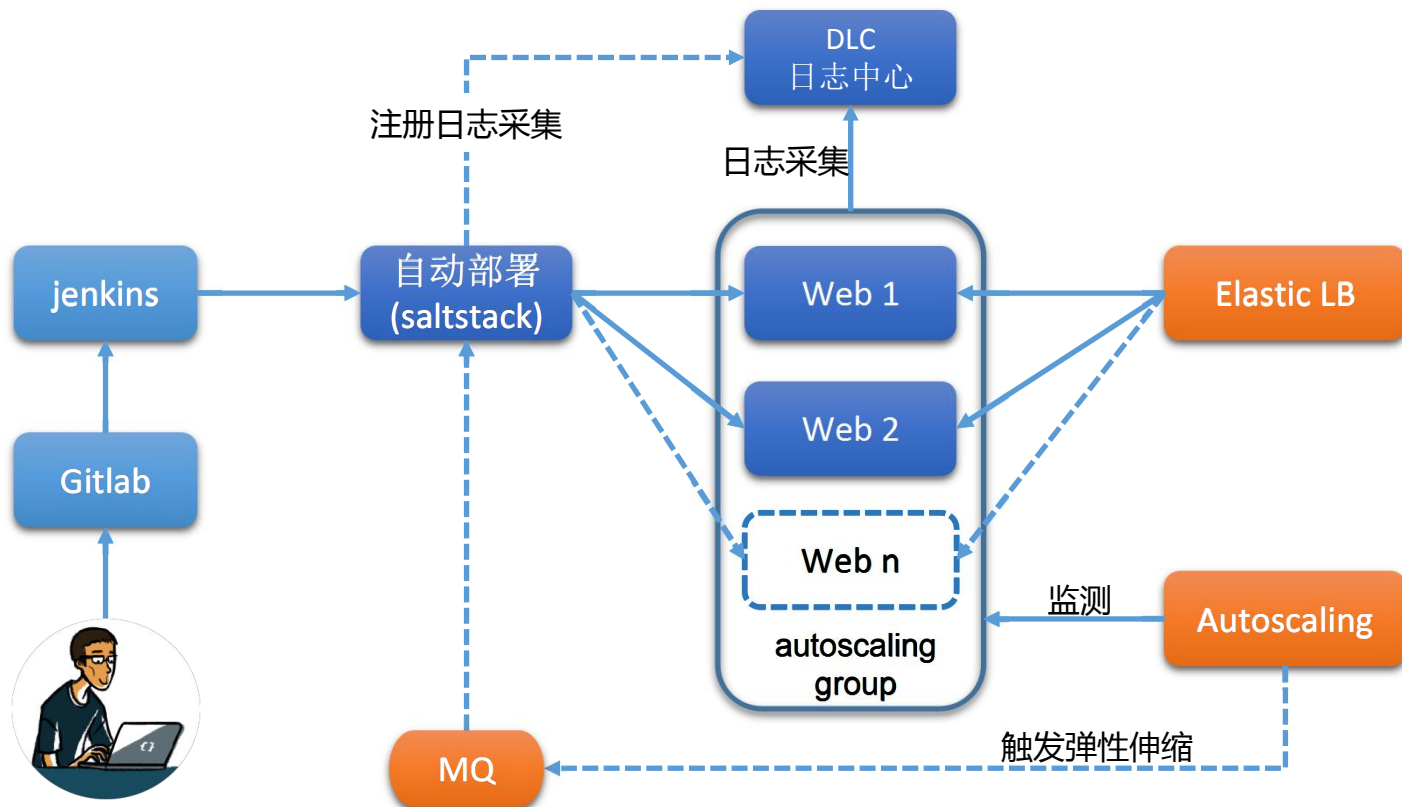 DLC
日志中心
注册日志采集
日志采集
jenkins
自动部署
(saltstack)
Web 1
Elastic LB
Web 2
Gitlab
Web n
监测
Autoscaling
autoscaling
group
触发弹性伸缩
MQ